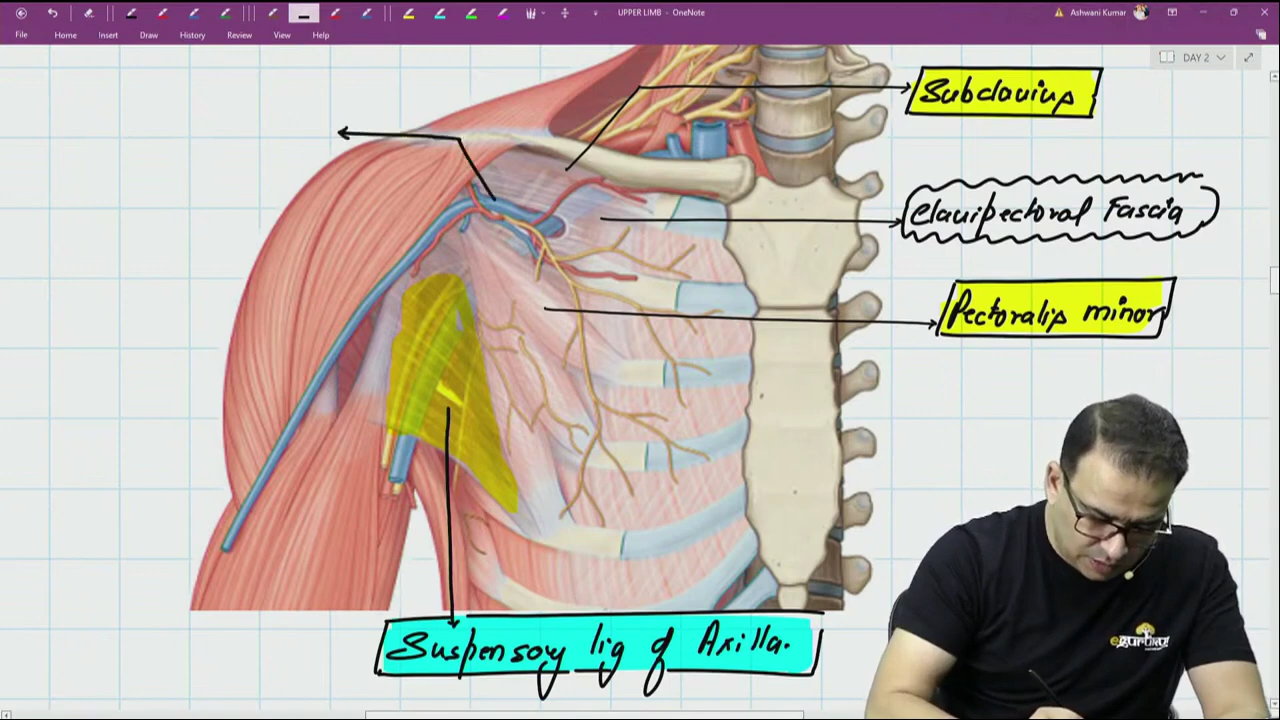 UPPER LIMB - OneNote
Ashwani Kumar
File Home Insert Draw History Review View Help
DAY 2
Subclavius
Clavipectoral Fascia
Pectoralis minor
Suspensory lig of Axilla.
egurukul